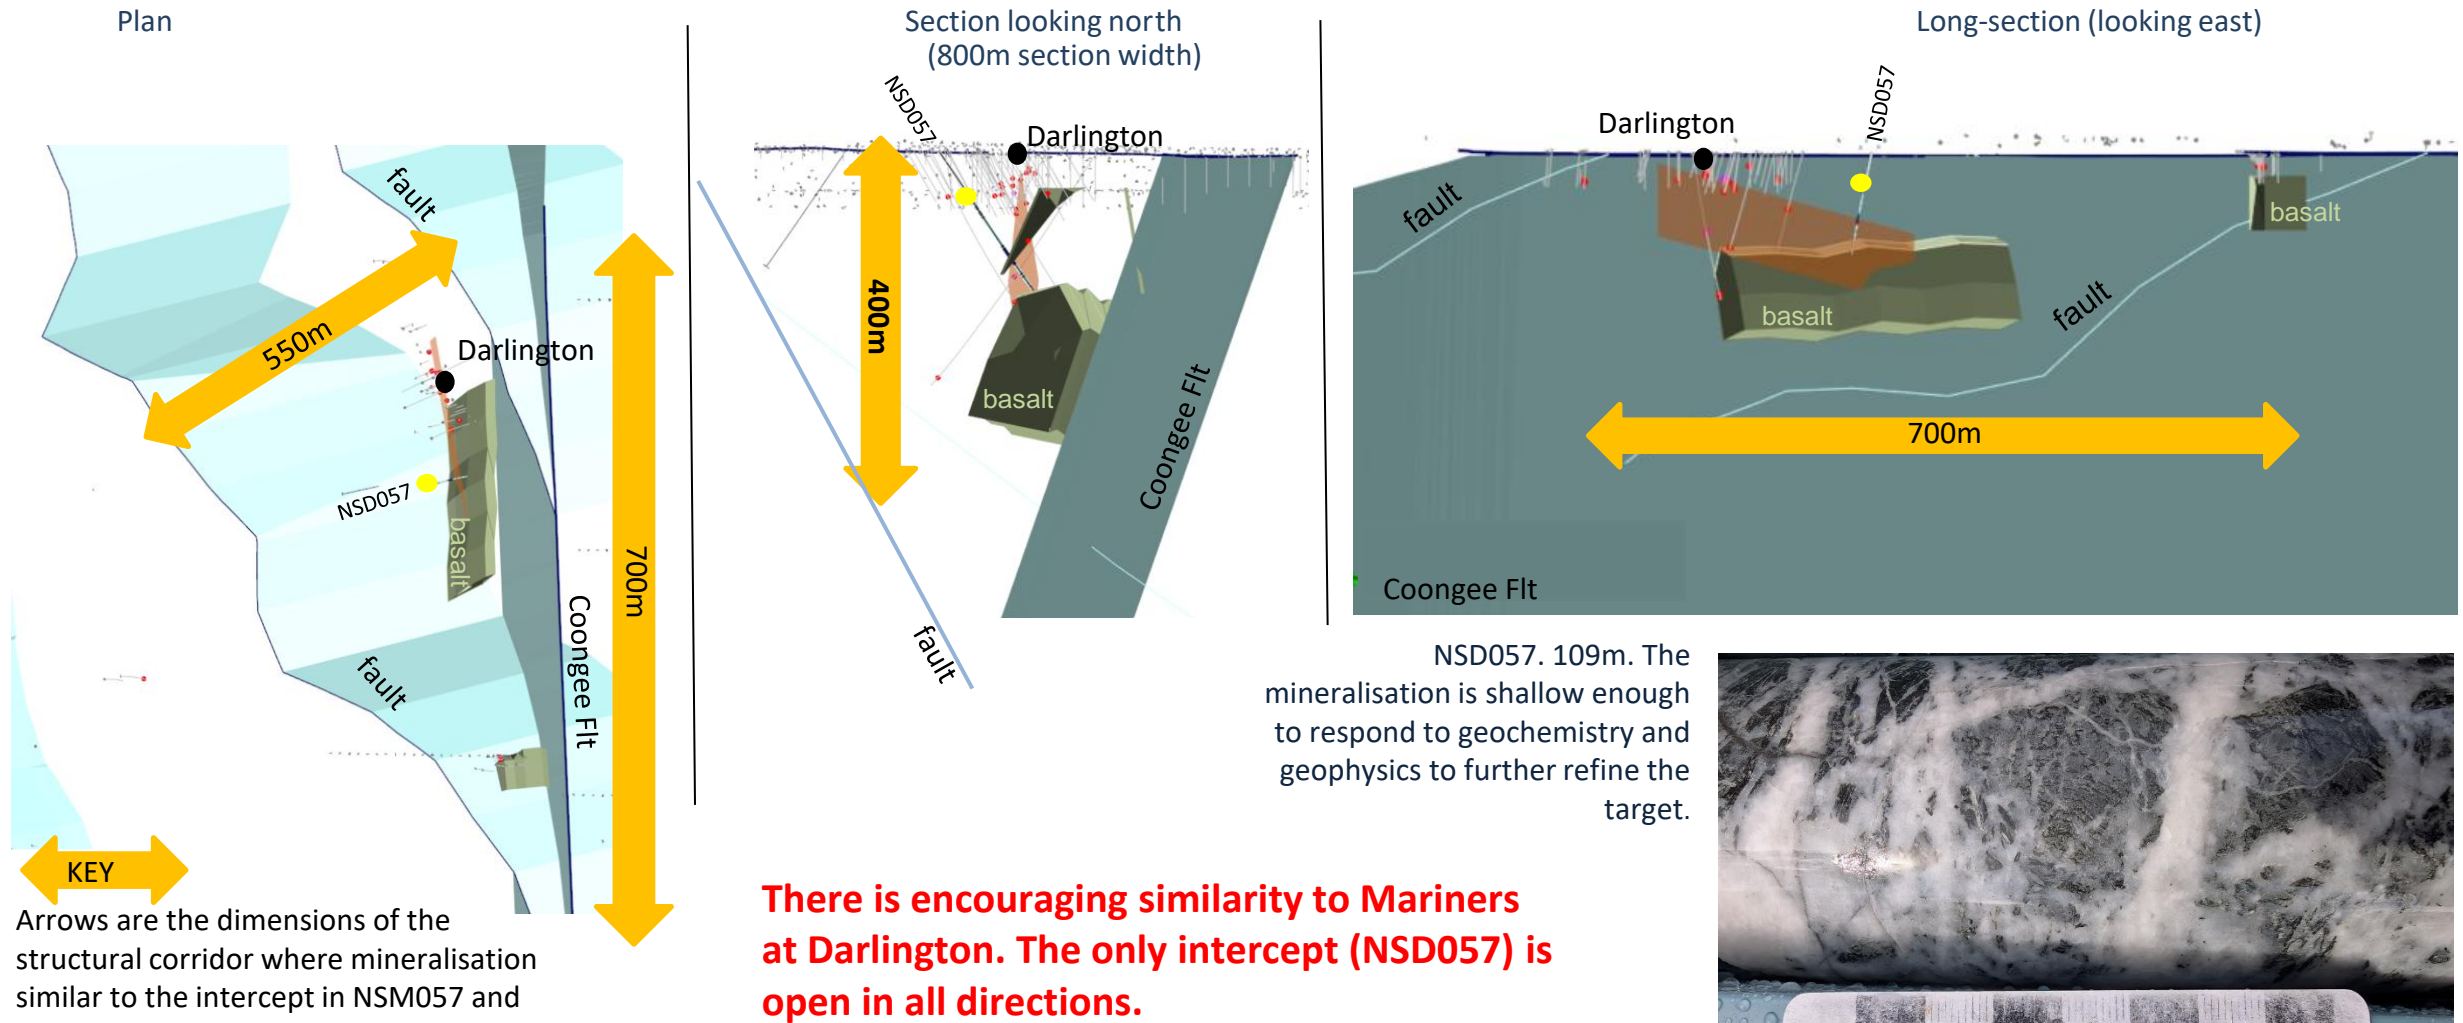 Plan
fault
550m
Darlington
NSD057
basalt
700m
Coongee Flt
fault
KEY
Arrows are the dimensions of the
structural corridor where mineralisation
similar to the intercept in NSM057 and
Section looking north
(800m section width)
NSD057
Darlington
400m
basalt
Coongee Flt
fault
Long-section (looking east)
Darlington
NSD057
fault
basalt
basalt
fault
700m
Coongee Flt
NSD057. 109m. The
mineralisation is shallow enough
to respond to geochemistry and
geophysics to further refine the
target.
There is encouraging similarity to Mariners
at Darlington. The only intercept (NSD057) is
open in all directions.